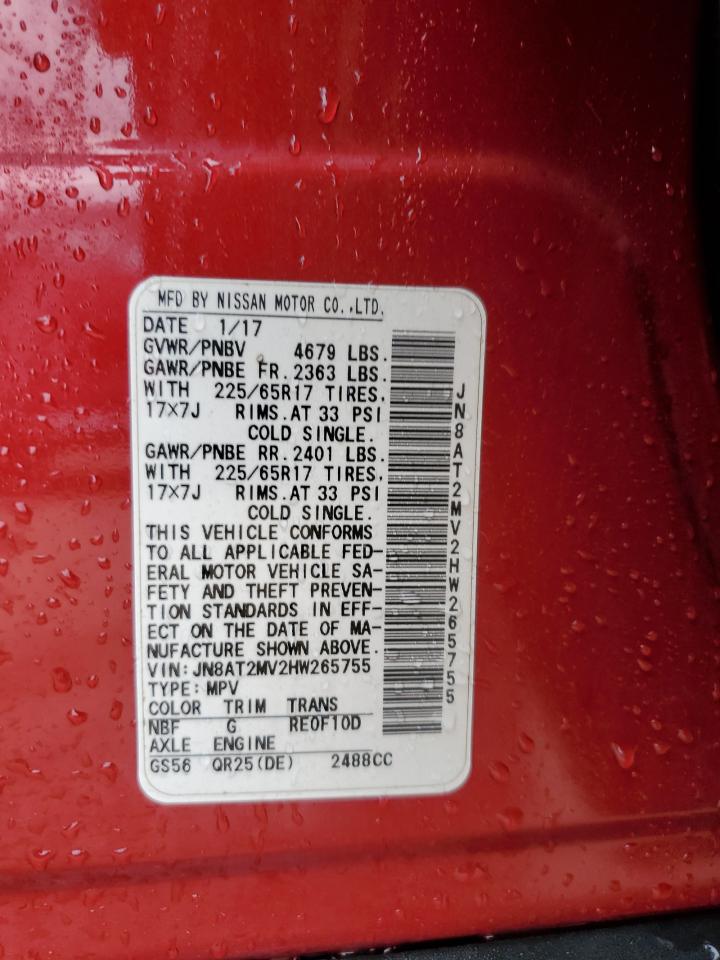 MFD BY NISSAN MOTOR CO.,LTD.
DATE 1/17
GVWR/PNBV 4679 LBS.
GAWR/PNBE FR.2363 LBS.
WITH 225/65R17 TIRES,
17×7J RIMS.AT 33 PSI
COLD SINGLE.
GAWR/PNBE RR.2401 LBS.
WITH 225/65R17 TIRES,
17×7J RIMS.AT 33 PSI
COLD SINGLE.
THIS VEHICLE CONFORMS
TO ALL APPLICABLE FED-
ERAL MOTOR VEHICLE SA-
FETY AND THEFT PREVEN-
TION STANDARDS IN EFF-
ECT ON THE DATE OF MA-
NUFACTURE SHOWN ABOVE.
VIN:JN8AT2MV2HW265755
TYPE:MPV
COLOR TRIM TRANS
NBF G RE0F10D
AXLE ENGINE
GS56 QR25(DE) 2488CC
JN8AT2MV2HW265755